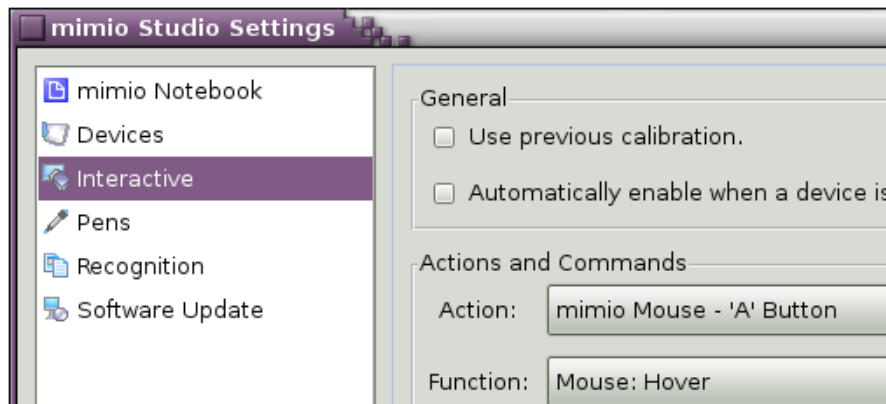 mimio Studio Settings
mimio Notebook
Devices
Interactive
Pens
Recognition
Software Update
General
Use previous calibration.
Automatically enable when a device is
Actions and Commands
Action: mimio Mouse - 'A' Button
Function: Mouse: Hover